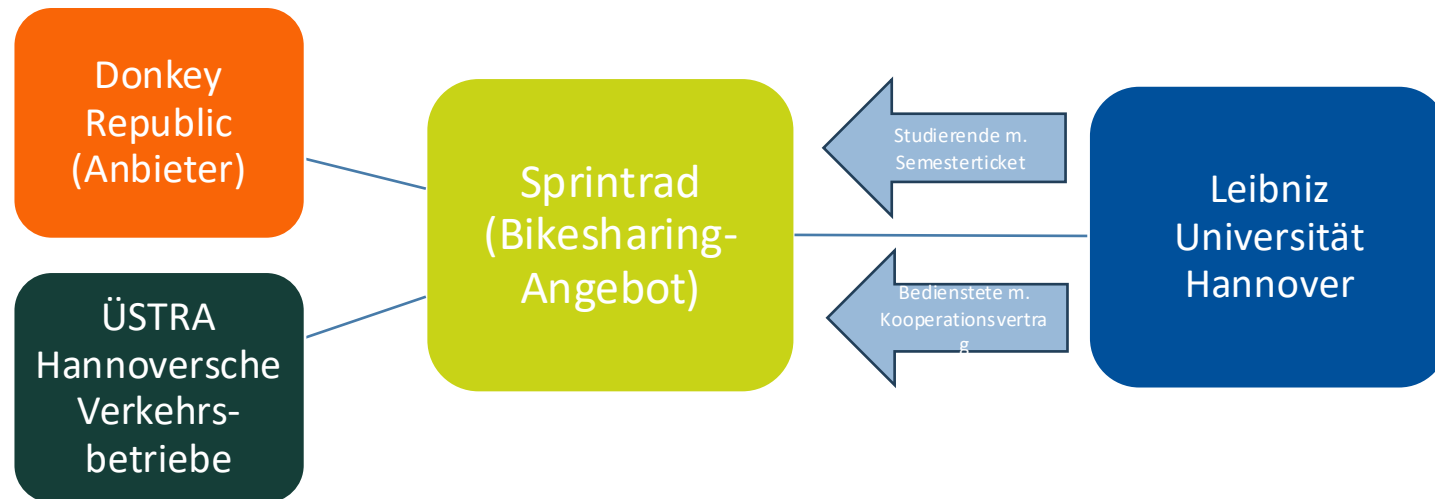 Donkey
Republic
(Anbieter)
ÜSTRA
Hannoversche
Verkehrs-
betriebe
Sprintrad
(Bikesharing-
Angebot)
Studierende m.
Semesterticket
Bedienstete m.
Kooperationsvertra
g
Leibniz
Universität
Hannover